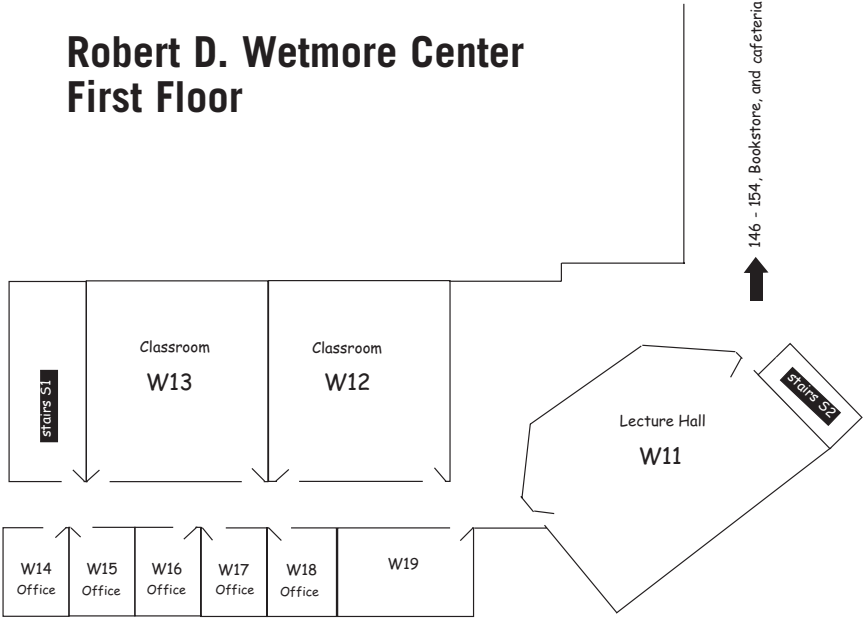 Robert D. Wetmore Center
First Floor
146 - 154, Bookstore, and cafeteria
Classroom
W13
Classroom
W12
stairs S1
stairs S2
Lecture Hall
W11
W14
Office
W15
Office
W16
Office
W17
Office
W18
Office
W19